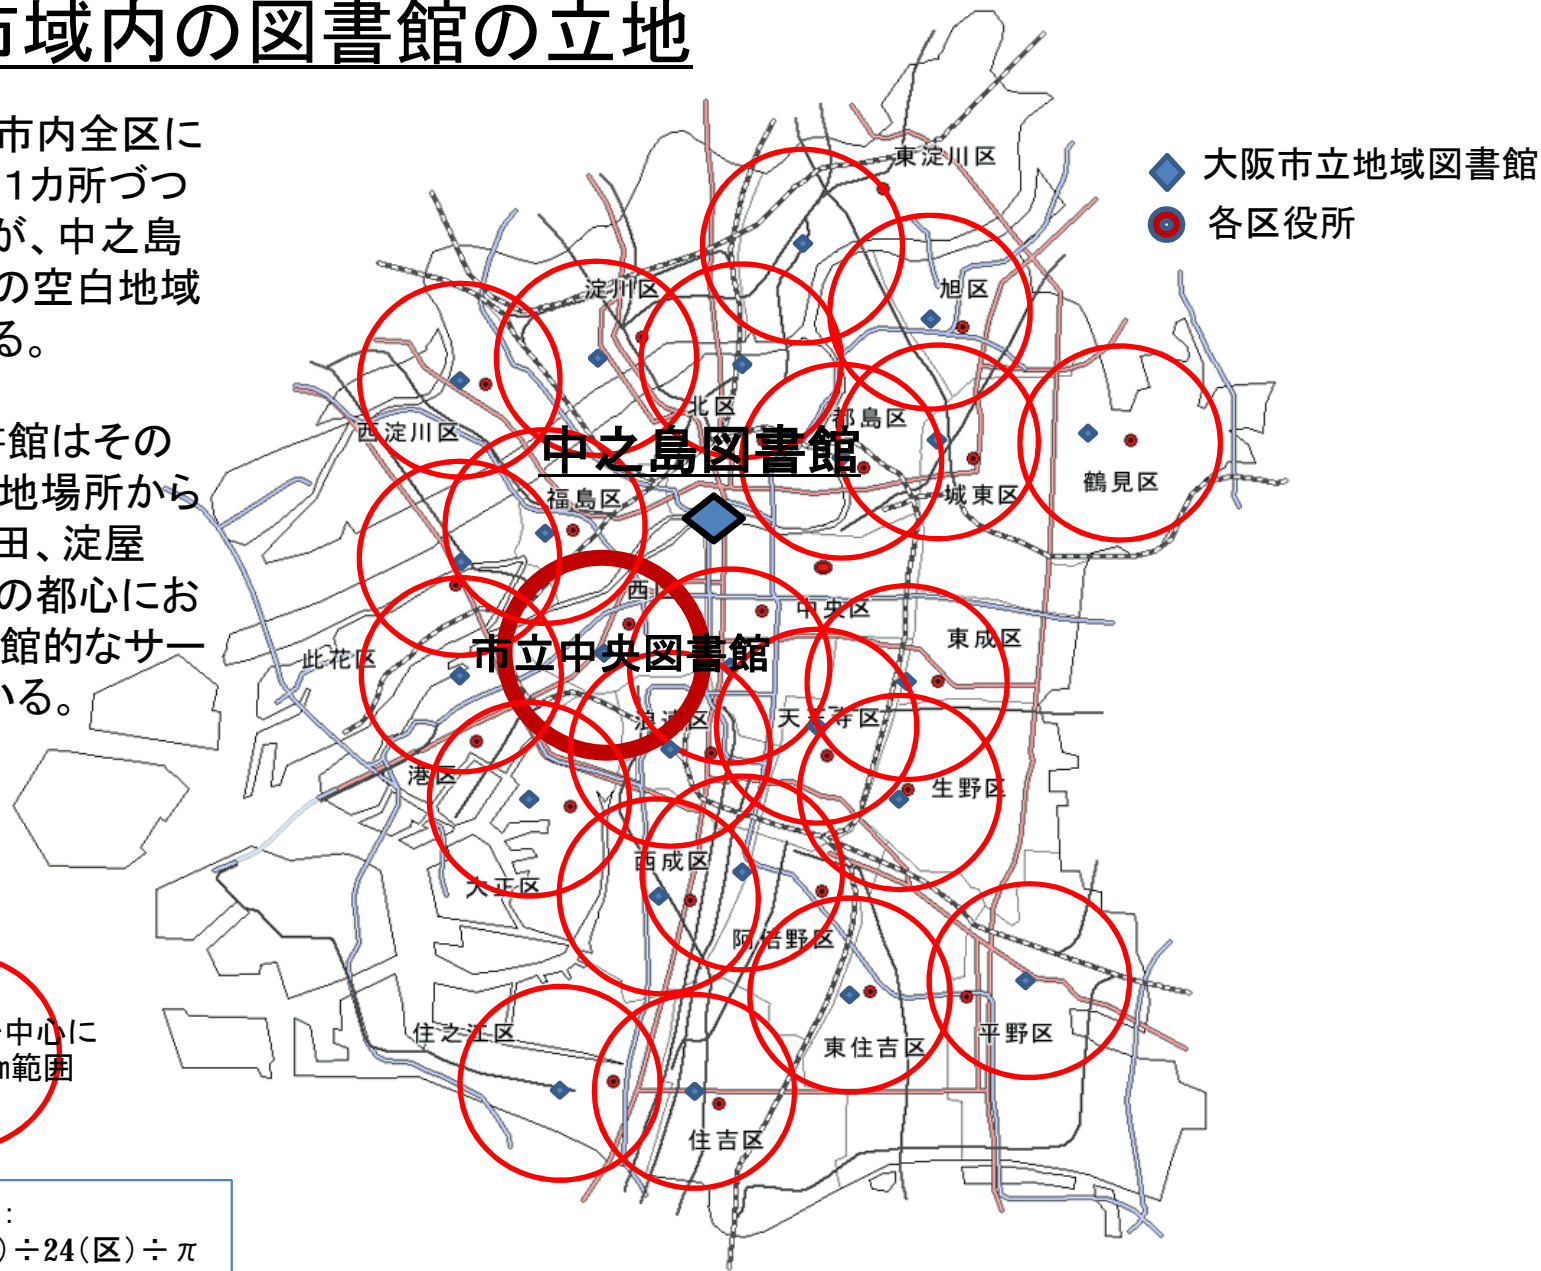 市域内の図書館の立地
市内全区に
1カ所づつ
が、中之島
の空白地域
る。
書館はその
地場所から
田、淀屋
の都心にお
館的なサー
いる。
中心に
m範囲
:
)÷24(区)÷π
大阪市立地域図書館
各区役所
東淀川区
淀川区
旭区
北区
都島区
西淀川区
中之島図書館
鶴見区
城東区
福島区
西
中央区
東成区
市立中央図書館
此花区
浪速区
天王寺区
港区
生野区
西成区
大正区
阿倍野区
住之江区
東住吉区
平野区
住吉区